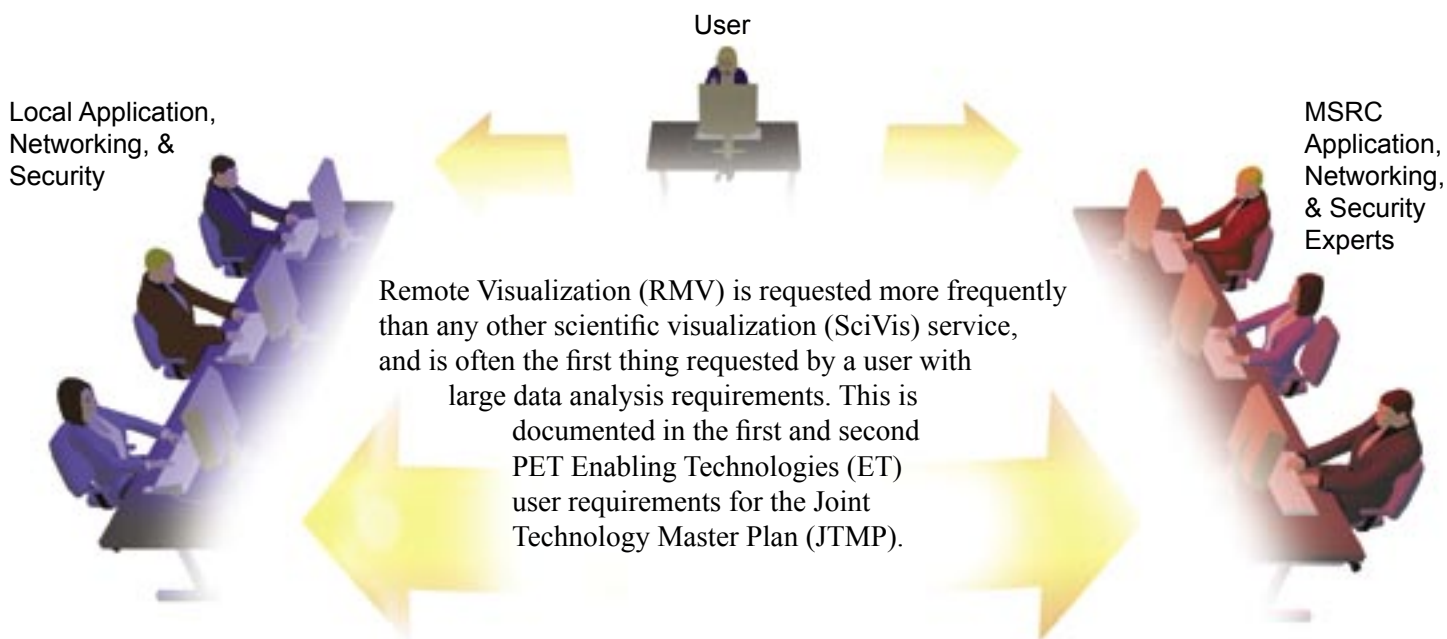 User
Local Application,
Networking, &
Security
MSRC
Application,
Networking,
& Security
Experts
Remote Visualization (RMV) is requested more frequently
than any other scientific visualization (SciVis) service,
and is often the first thing requested by a user with
large data analysis requirements. This is
documented in the first and second
PET Enabling Technologies (ET)
user requirements for the Joint
Technology Master Plan (JTMP).